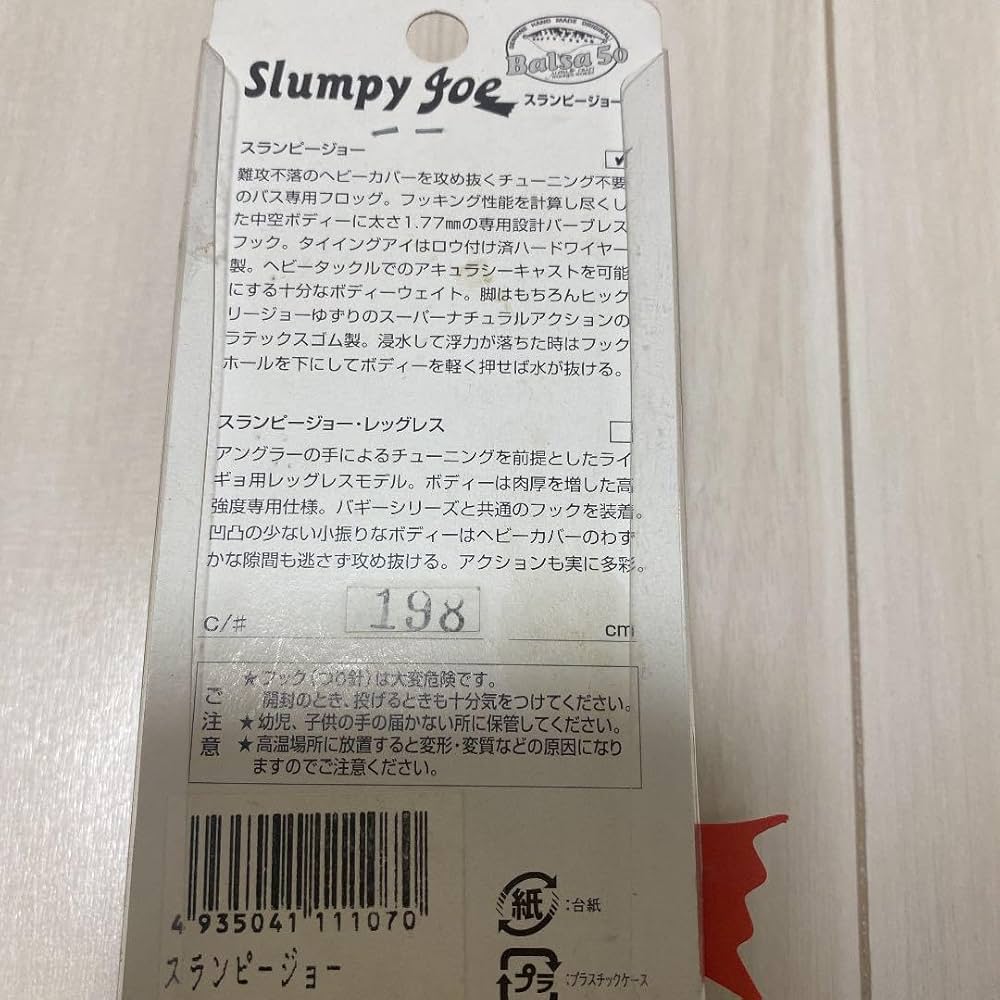 GENUINE HAND MADE ORIGINAL
Balsa 50
Slumpy Joe
スランピージョー
スランピージョー
難攻不落のヘビーカバーを攻め抜くチューニング不要
のバス専用フロッグ。フッキング性能を計算し尽くし
た中空ボディーに太さ1.77㎜の専用設計バーブレス
フック。タイイングアイはロウ付け済ハードワイヤー
製。ヘビータックルでのアキュラシーキャストを可能
にする十分なボディーウェイト。脚はもちろんヒック
リージョーゆずりのスーパーナチュラルアクションの
ラテックスゴム製。浸水して浮力が落ちた時はフック
ホールを下にしてボディーを軽く押せば水が抜ける。
スランピージョー・レッグレス
アングラーの手によるチューニングを前提としたライ
ギョ用レッグレスモデル。ボディーは肉厚を増した高
強度専用仕様。バギーシリーズと共通のフックを装着。
凹凸の少ない小振りなボディーはヘビーカバーのわず
かな隙間も逃さず攻め抜ける。アクションも実に多彩。
C/# 198 cm
ご注意
★フック(つり針)は大変危険です。
開封のとき、投げるときも十分気をつけてください。
★幼児、子供の手の届かない所に保管してください。
★高温場所に放置すると変形・変質などの原因になり
ますのでご注意ください。
4 935041 111070
スランピージョー
紙 :台紙
プラ :プラスチックケース